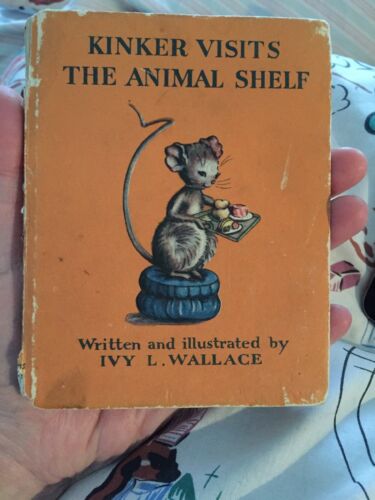 KINKER VISITS
THE ANIMAL SHELF
Written and illustrated by
IVY L. WALLACE